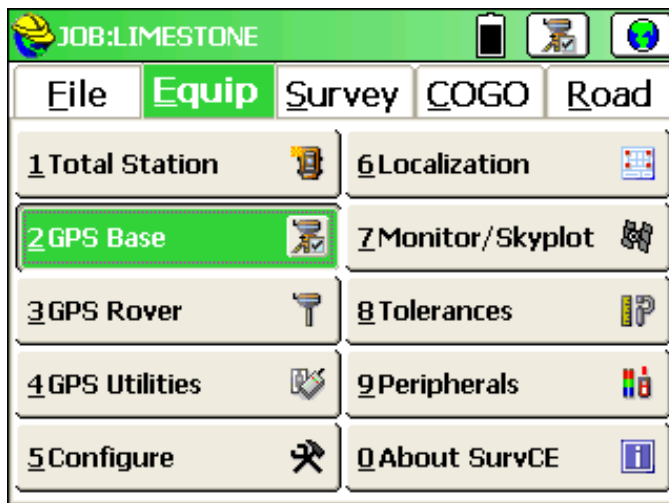 JOB:LIMESTONE
File Equip Survey COGO Road
1 Total Station
2 GPS Base
3 GPS Rover
4 GPS Utilities
5 Configure
6 Localization
7 Monitor/Skyplot
8 Tolerances
9 Peripherals
0 About SurvCE